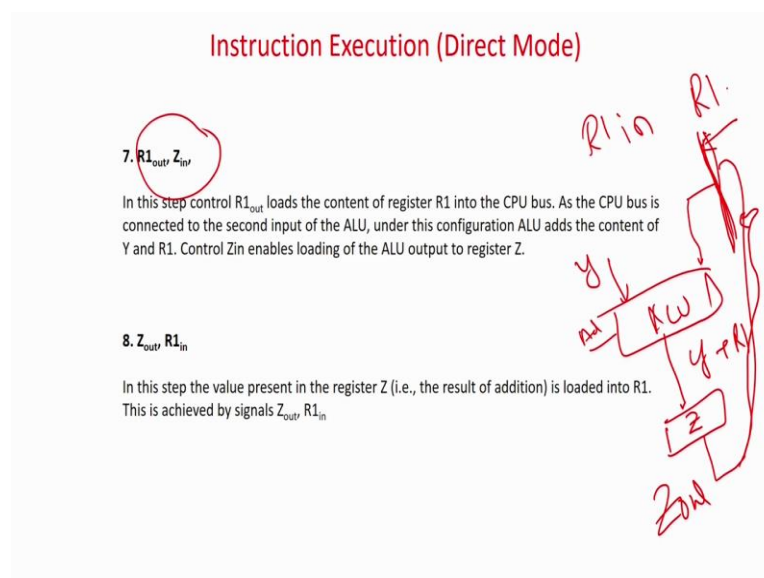 Instruction Execution (Direct Mode)
R1.
R1 in
7. R1out, Zin,
In this step control R1out loads the content of register R1 into the CPU bus. As the CPU bus is
connected to the second input of the ALU, under this configuration ALU adds the content of
Y and R1. Control Zin enables loading of the ALU output to register Z.
y
Ad
y + R1
8. Zout, R1in
In this step the value present in the register Z (i.e., the result of addition) is loaded into R1.
This is achieved by signals Zout, R1in
Z
Zout